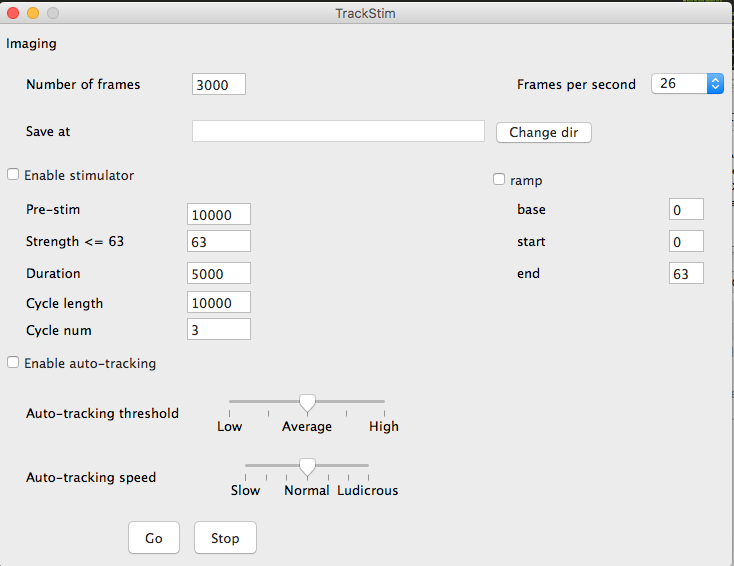 TrackStim
Imaging
Number of frames 3000 Frames per second 26
Save at Change dir
Enable stimulator ramp
Pre-stim 10000 base 0
Strength <= 63 63 start 0
Duration 5000 end 63
Cycle length 10000
Cycle num 3
Enable auto-tracking
Auto-tracking threshold
Low Average High
Auto-tracking speed
Slow Normal Ludicrous
Go Stop